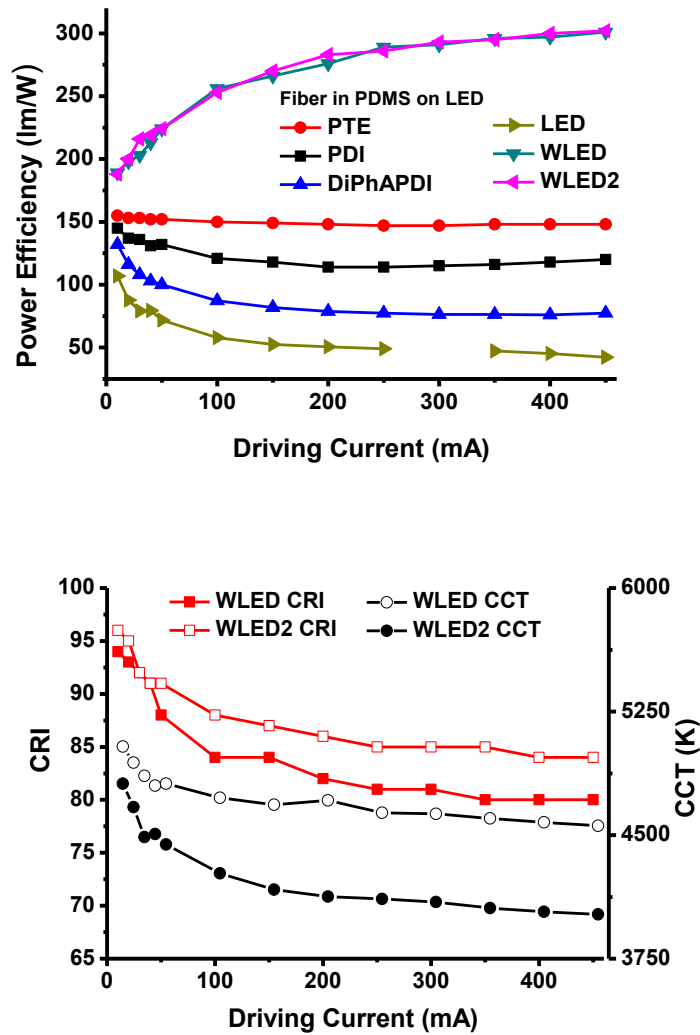 Power Efficiency (lm/W)
300
250
200
150
100
50
Fiber in PDMS on LED
PTE
PDI
DiPhAPDI
LED
WLED
WLED2
0 100 200 300 400
Driving Current (mA)
CRI
100
95
90
85
80
75
70
65
WLED CRI
WLED2 CRI
WLED CCT
WLED2 CCT
6000
5250
4500
3750
CCT (K)
0 100 200 300 400
Driving Current (mA)